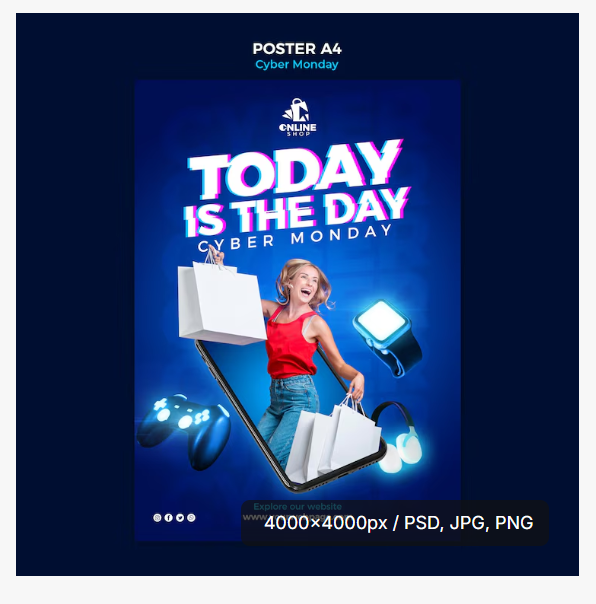 POSTER A4
Cyber Monday
ONLINE
SHOP
TODAY
IS THE DAY
CYBER MONDAY
Explore our website
4000×4000px / PSD, JPG, PNG